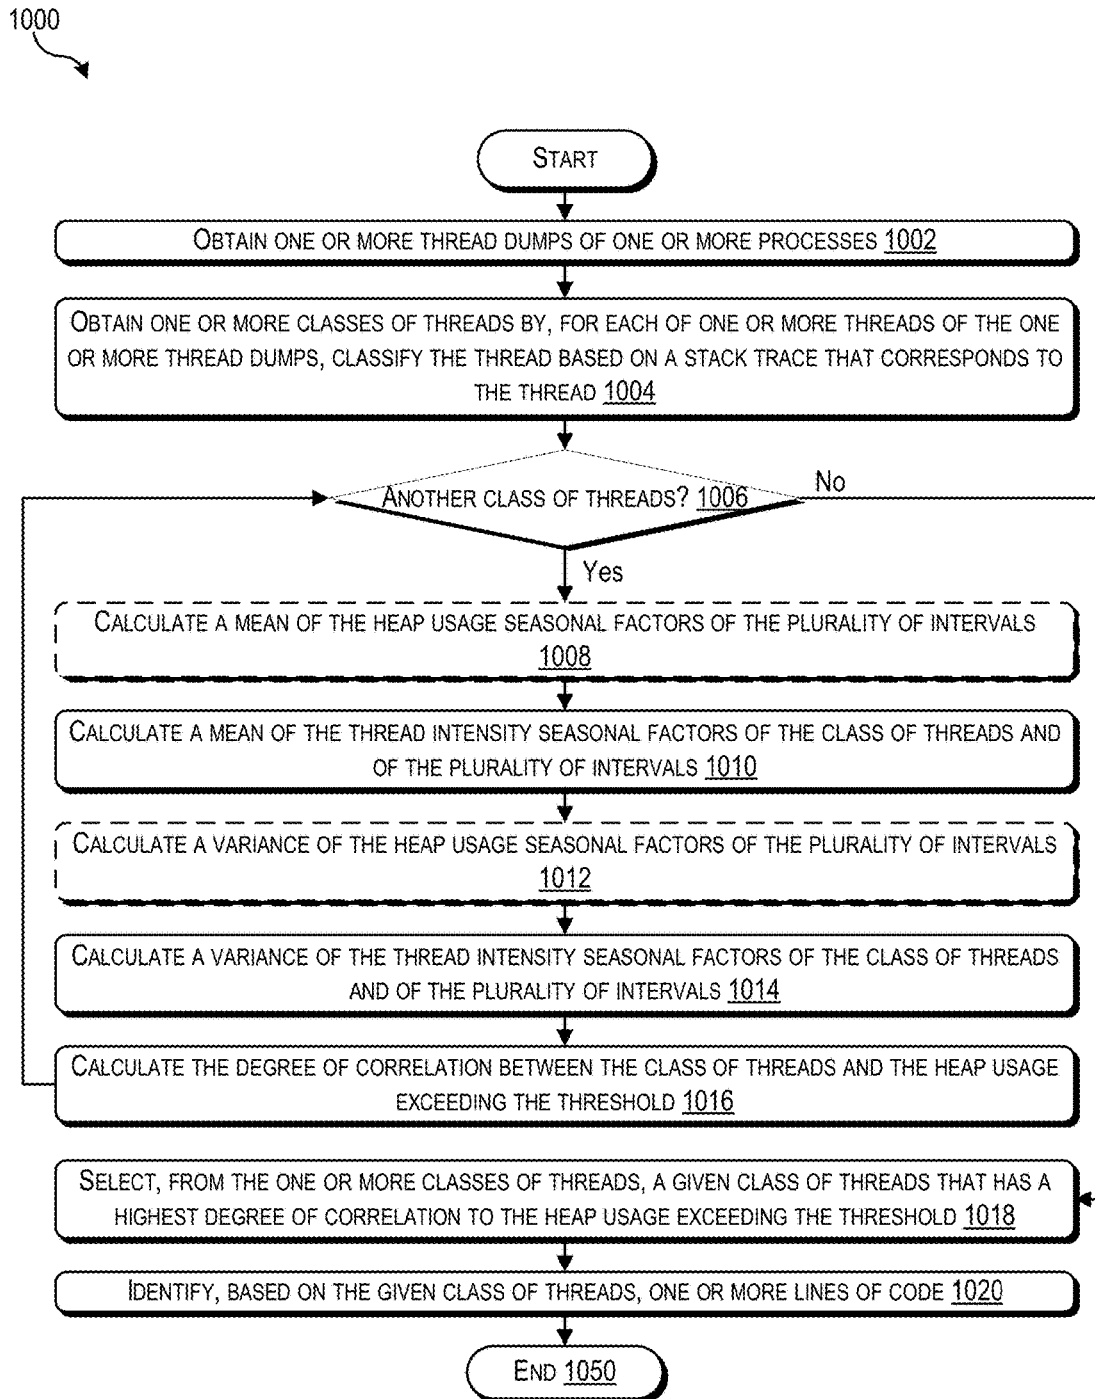 1000
START
OBTAIN ONE OR MORE THREAD DUMPS OF ONE OR MORE PROCESSES 1002
OBTAIN ONE OR MORE CLASSES OF THREADS BY, FOR EACH OF ONE OR MORE THREADS OF THE ONE
OR MORE THREAD DUMPS, CLASSIFY THE THREAD BASED ON A STACK TRACE THAT CORRESPONDS TO
THE THREAD 1004
ANOTHER CLASS OF THREADS? 1006
No
Yes
CALCULATE A MEAN OF THE HEAP USAGE SEASONAL FACTORS OF THE PLURALITY OF INTERVALS
1008
CALCULATE A MEAN OF THE THREAD INTENSITY SEASONAL FACTORS OF THE CLASS OF THREADS AND
OF THE PLURALITY OF INTERVALS 1010
CALCULATE A VARIANCE OF THE HEAP USAGE SEASONAL FACTORS OF THE PLURALITY OF INTERVALS
1012
CALCULATE A VARIANCE OF THE THREAD INTENSITY SEASONAL FACTORS OF THE CLASS OF THREADS
AND OF THE PLURALITY OF INTERVALS 1014
CALCULATE THE DEGREE OF CORRELATION BETWEEN THE CLASS OF THREADS AND THE HEAP USAGE
EXCEEDING THE THRESHOLD 1016
SELECT, FROM THE ONE OR MORE CLASSES OF THREADS, A GIVEN CLASS OF THREADS THAT HAS A
HIGHEST DEGREE OF CORRELATION TO THE HEAP USAGE EXCEEDING THE THRESHOLD 1018
IDENTIFY, BASED ON THE GIVEN CLASS OF THREADS, ONE OR MORE LINES OF CODE 1020
END 1050